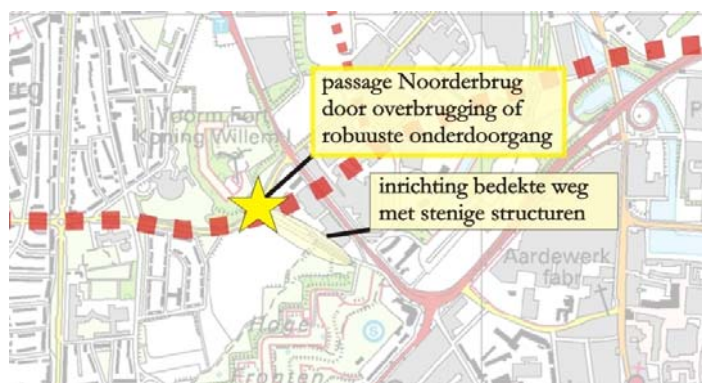 passage Noorderbrug
door overbrugging of
robuuste onderdoorgang
Voorm Fort
Koning Willem I
inrichting bedekte weg
met stenige structuren
Aardewerk
fabr
Hoge
Fronten